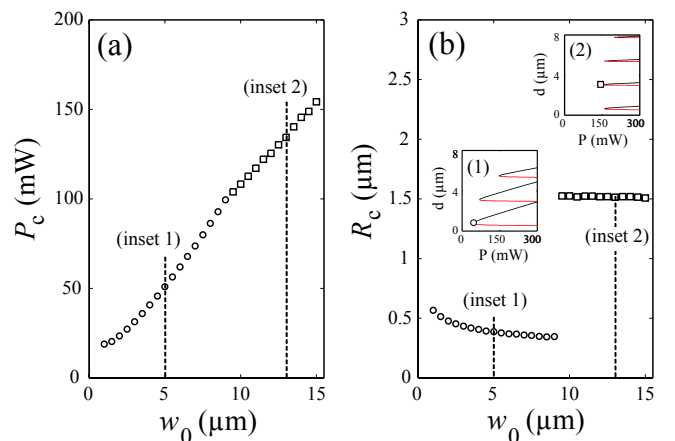 (a)
200
150
100
50
0
P_c (mW)
(inset 2)
(inset 1)
0 5 10 15
w_0 (μm)
(b)
3
2.5
2
1.5
1
0.5
0
R_c (μm)
(2)
8
4
0
d (μm)
0 150 300
P (mW)
(1)
8
4
0
d (μm)
0 150 300
P (mW)
(inset 2)
(inset 1)
0 5 10 15
w_0 (μm)